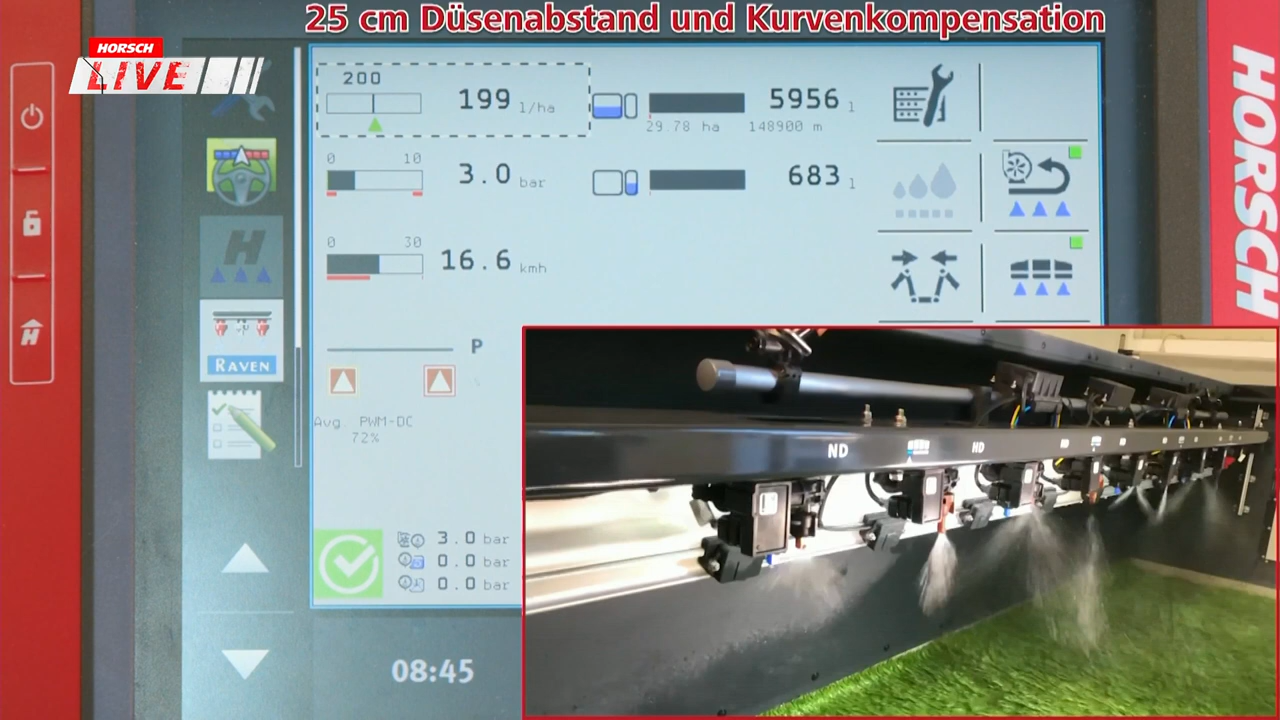 25 cm Düsenabstand und Kurvenkompensation
HORSCH
LIVE
HORSCH
200
199 l/ha
5956 l
29.78 ha 148900 m
0 10
3.0 bar
683 l
0 30
16.6 kmh
H
H
RAVEN
P
Avg. PWM-DC
72%
3.0 bar
0.0 bar
0.0 bar
08:45
ND
HD